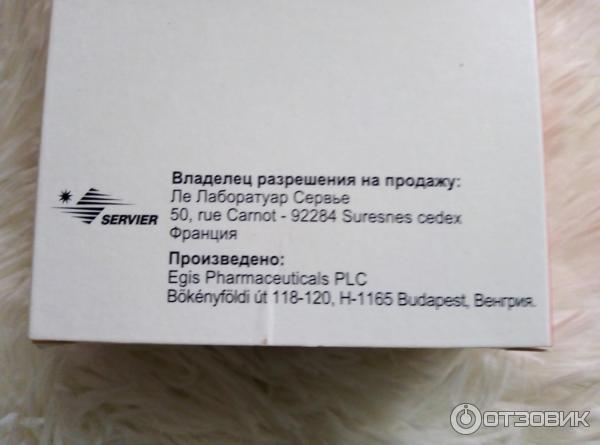 Владелец разрешения на продажу:
Ле Лаборатуар Сервье
50, rue Carnot - 92284 Suresnes cedex
Франция
SERVIER
Произведено:
Egis Pharmaceuticals PLC
Bökényföldi út 118-120, H-1165 Budapest, Венгрия.
ОТЗОВИК